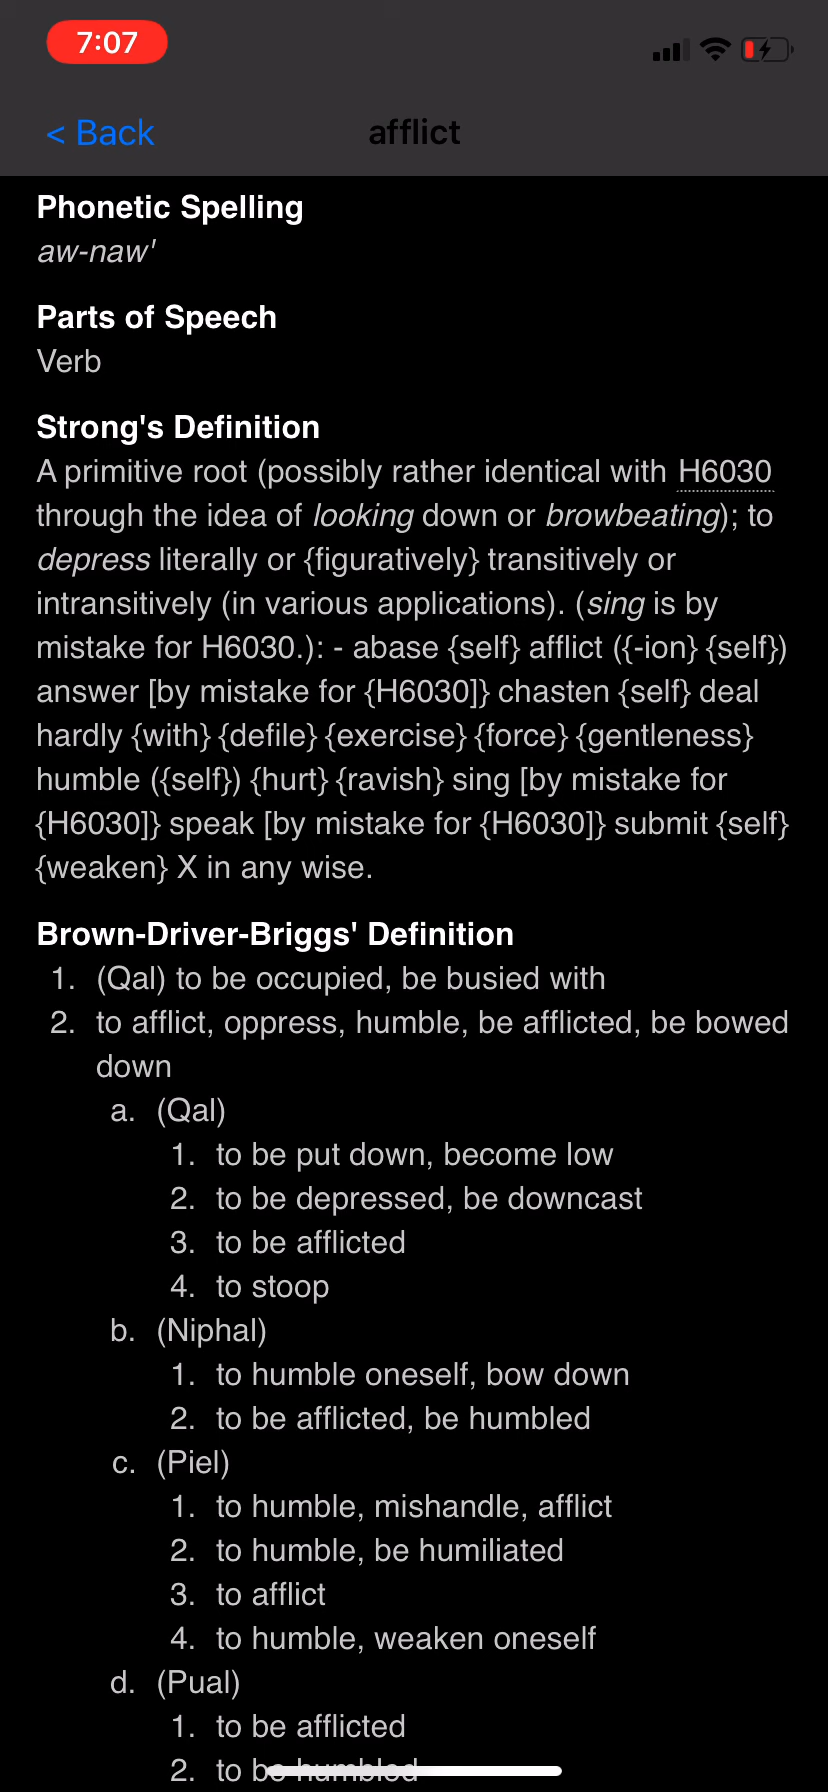 7:07
< Back
afflict
Phonetic Spelling
aw-naw'
Parts of Speech
Verb
Strong's Definition
A primitive root (possibly rather identical with H6030
through the idea of looking down or browbeating); to
depress literally or {figuratively} transitively or
intransitively (in various applications). (sing is by
mistake for H6030.): - abase {self} afflict ({-ion} {self})
answer [by mistake for {H6030]} chasten {self} deal
hardly {with} {defile} {exercise} {force} {gentleness}
humble ({self}) {hurt} {ravish} sing [by mistake for
{H6030]} speak [by mistake for {H6030]} submit {self}
{weaken} X in any wise.
Brown-Driver-Briggs' Definition
1. (Qal) to be occupied, be busied with
2. to afflict, oppress, humble, be afflicted, be bowed
down
a. (Qal)
1. to be put down, become low
2. to be depressed, be downcast
3. to be afflicted
4. to stoop
b. (Niphal)
1. to humble oneself, bow down
2. to be afflicted, be humbled
c. (Piel)
1. to humble, mishandle, afflict
2. to humble, be humiliated
3. to afflict
4. to humble, weaken oneself
d. (Pual)
1. to be afflicted
2. to be humbled